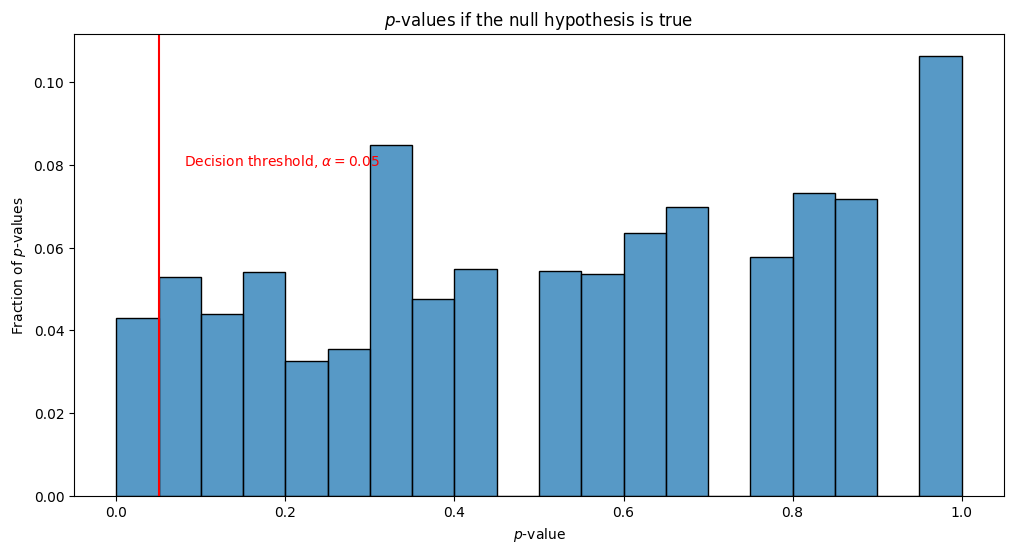 p-values if the null hypothesis is true
Fraction of p-values
0.10
0.08
0.06
0.04
0.02
0.00
Decision threshold, α = 0.05
0.0 0.2 0.4 0.6 0.8 1.0
p-value